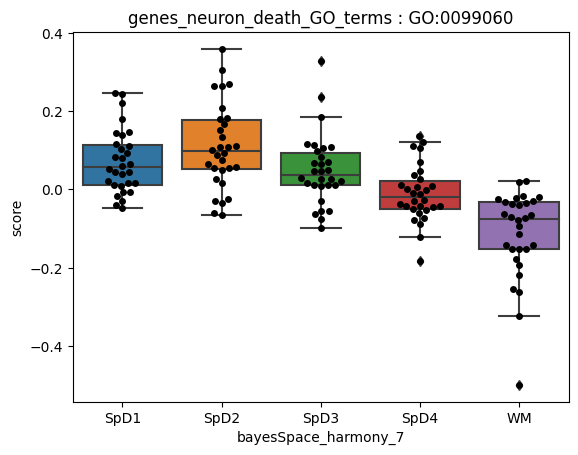 genes_neuron_death_GO_terms : GO:0099060
0.4
0.2
0.0
−0.2
−0.4
score
SpD1 SpD2 SpD3 SpD4 WM
bayesSpace_harmony_7